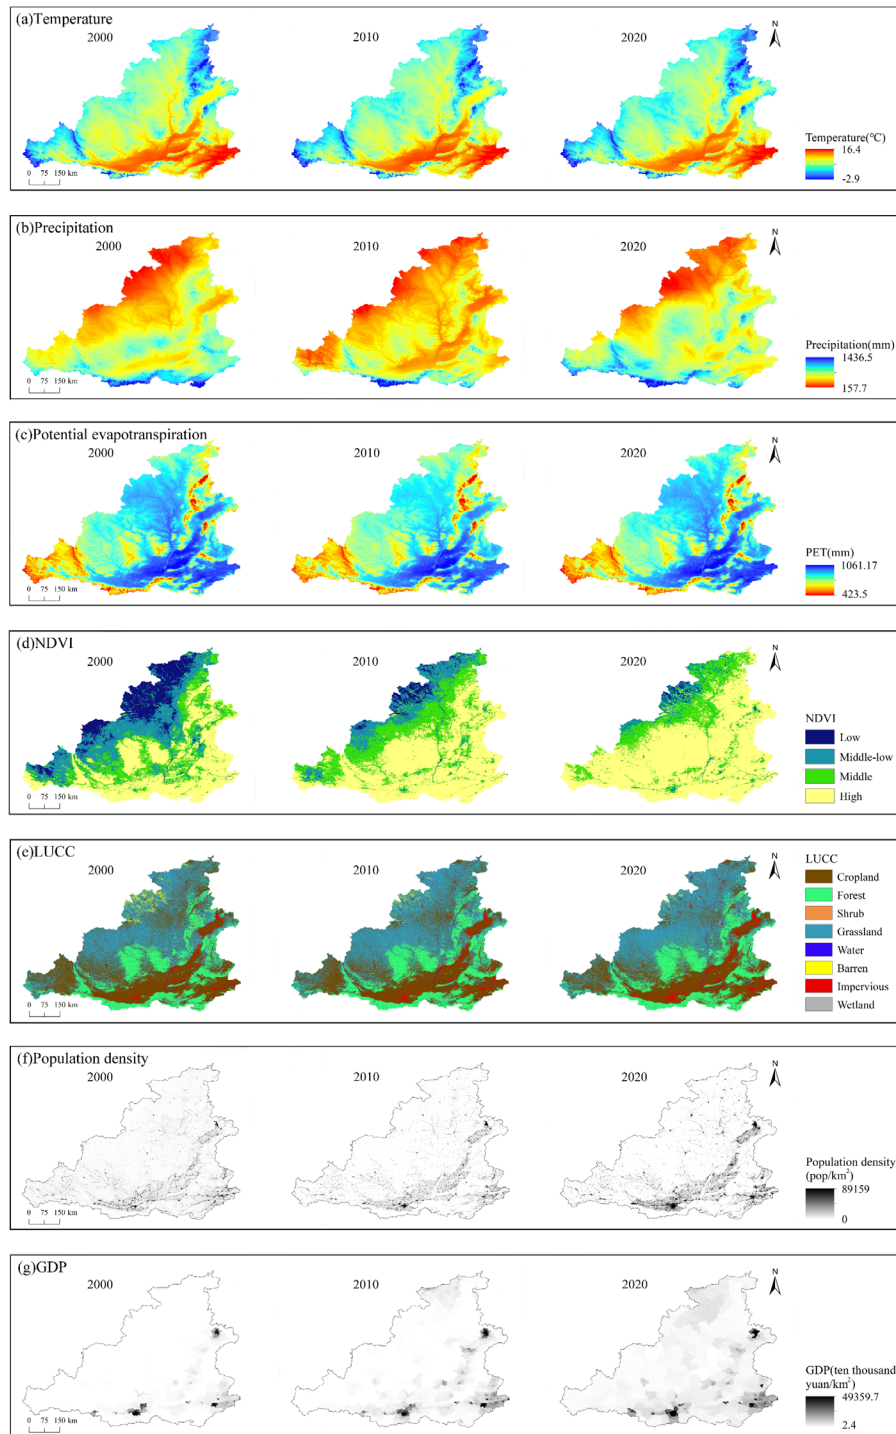 (a)Temperature
2000
2010
2020
N
Temperature(℃)
16.4
-2.9
0 75 150 km
(b)Precipitation
2000
2010
2020
N
Precipitation(mm)
1436.5
157.7
0 75 150 km
(c)Potential evapotranspiration
2000
2010
2020
N
PET(mm)
1061.17
423.5
0 75 150 km
(d)NDVI
2000
2010
2020
N
NDVI
Low
Middle-low
Middle
High
0 75 150 km
(e)LUCC
2000
2010
2020
N
LUCC
Cropland
Forest
Shrub
Grassland
Water
Barren
Impervious
Wetland
0 75 150 km
(f)Population density
2000
2010
2020
N
Population density
(pop/km²)
89159
0
0 75 150 km
(g)GDP
2000
2010
2020
N
GDP(ten thousand
yuan/km²)
49359.7
2.4
0 75 150 km